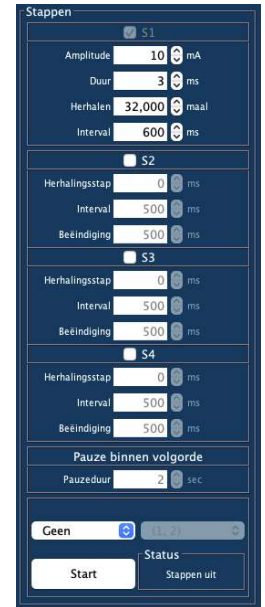 Stappen
S1
Amplitude 10 mA
Duur 3 ms
Herhalen 32,000 maal
Interval 600 ms
S2
Herhalingsstap 0 ms
Interval 500 ms
Beëindiging 500 ms
S3
Herhalingsstap 0 ms
Interval 500 ms
Beëindiging 500 ms
S4
Herhalingsstap 0 ms
Interval 500 ms
Beëindiging 500 ms
Pauze binnen volgorde
Pauzeduur 2 sec
Geen (1, 2)
Status
Start Stappen uit